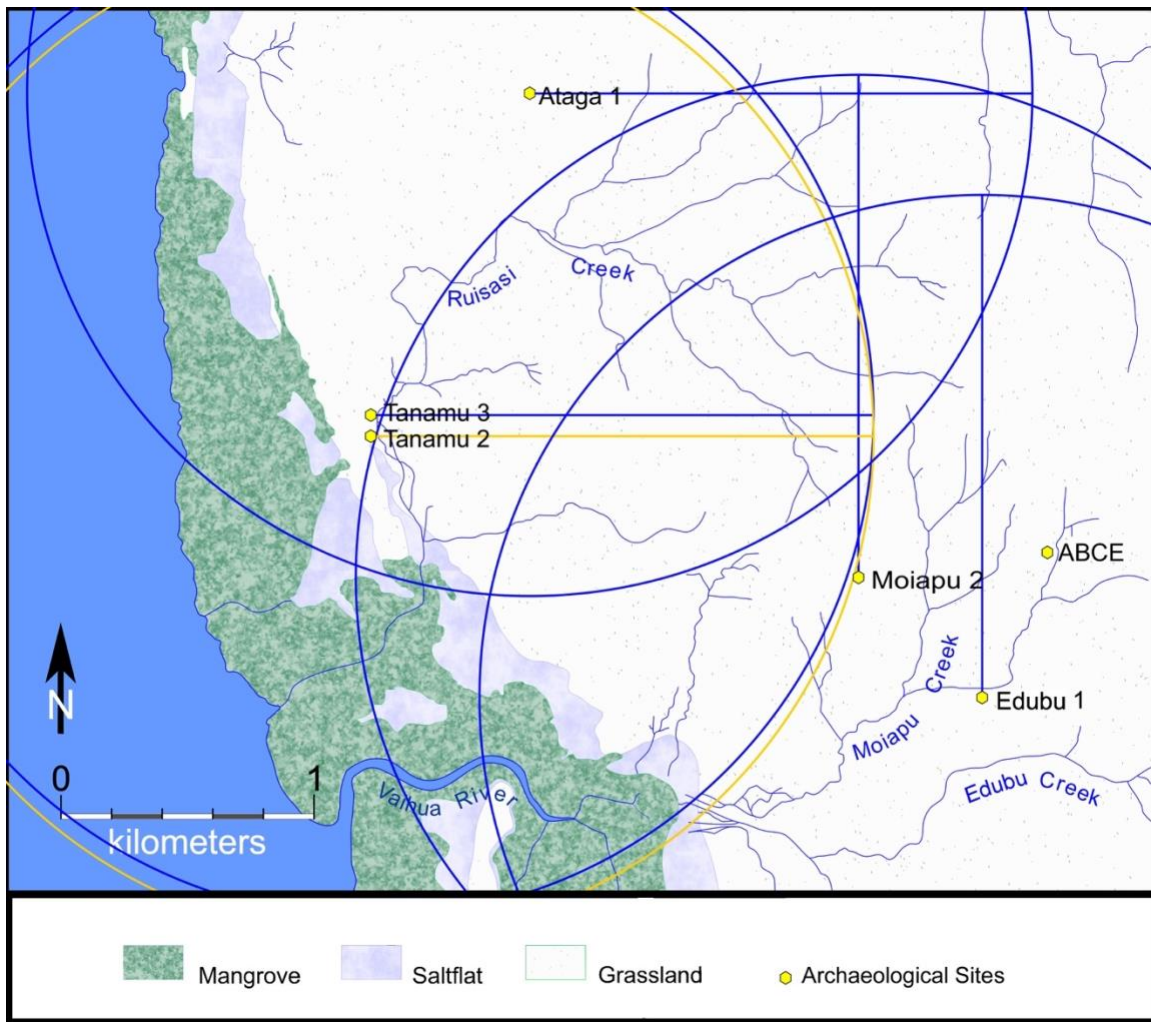 Ataga 1
Ruisasi Creek
Tanamu 3
Tanamu 2
ABCE
Moiapu 2
Moiapu Creek
Edubu 1
Edubu Creek
Vaihua River
N
0 1
kilometers
Mangrove
Saltflat
Grassland
Archaeological Sites